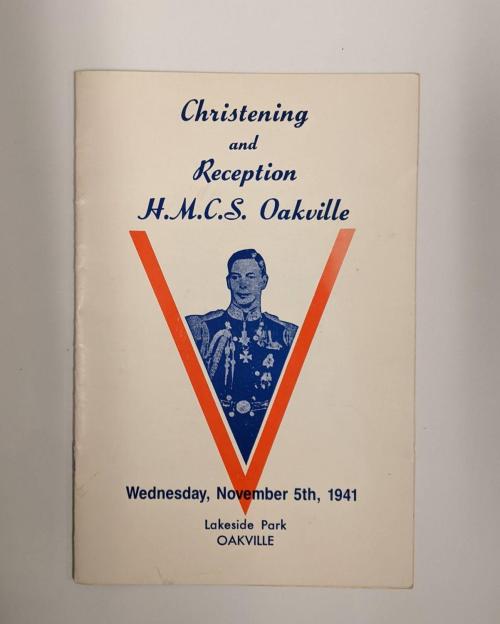 Christening
and
Reception
H.M.C.S. Oakville
Wednesday, November 5th, 1941
Lakeside Park
OAKVILLE